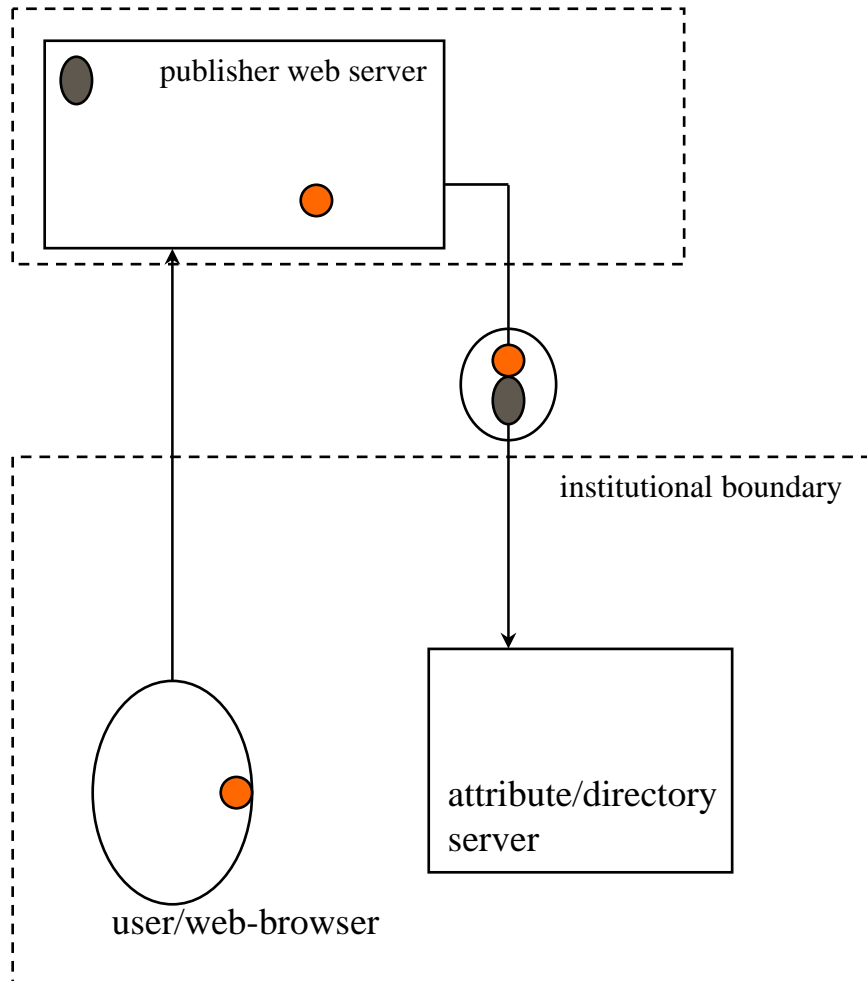 publisher web server
institutional boundary
attribute/directory
server
user/web-browser